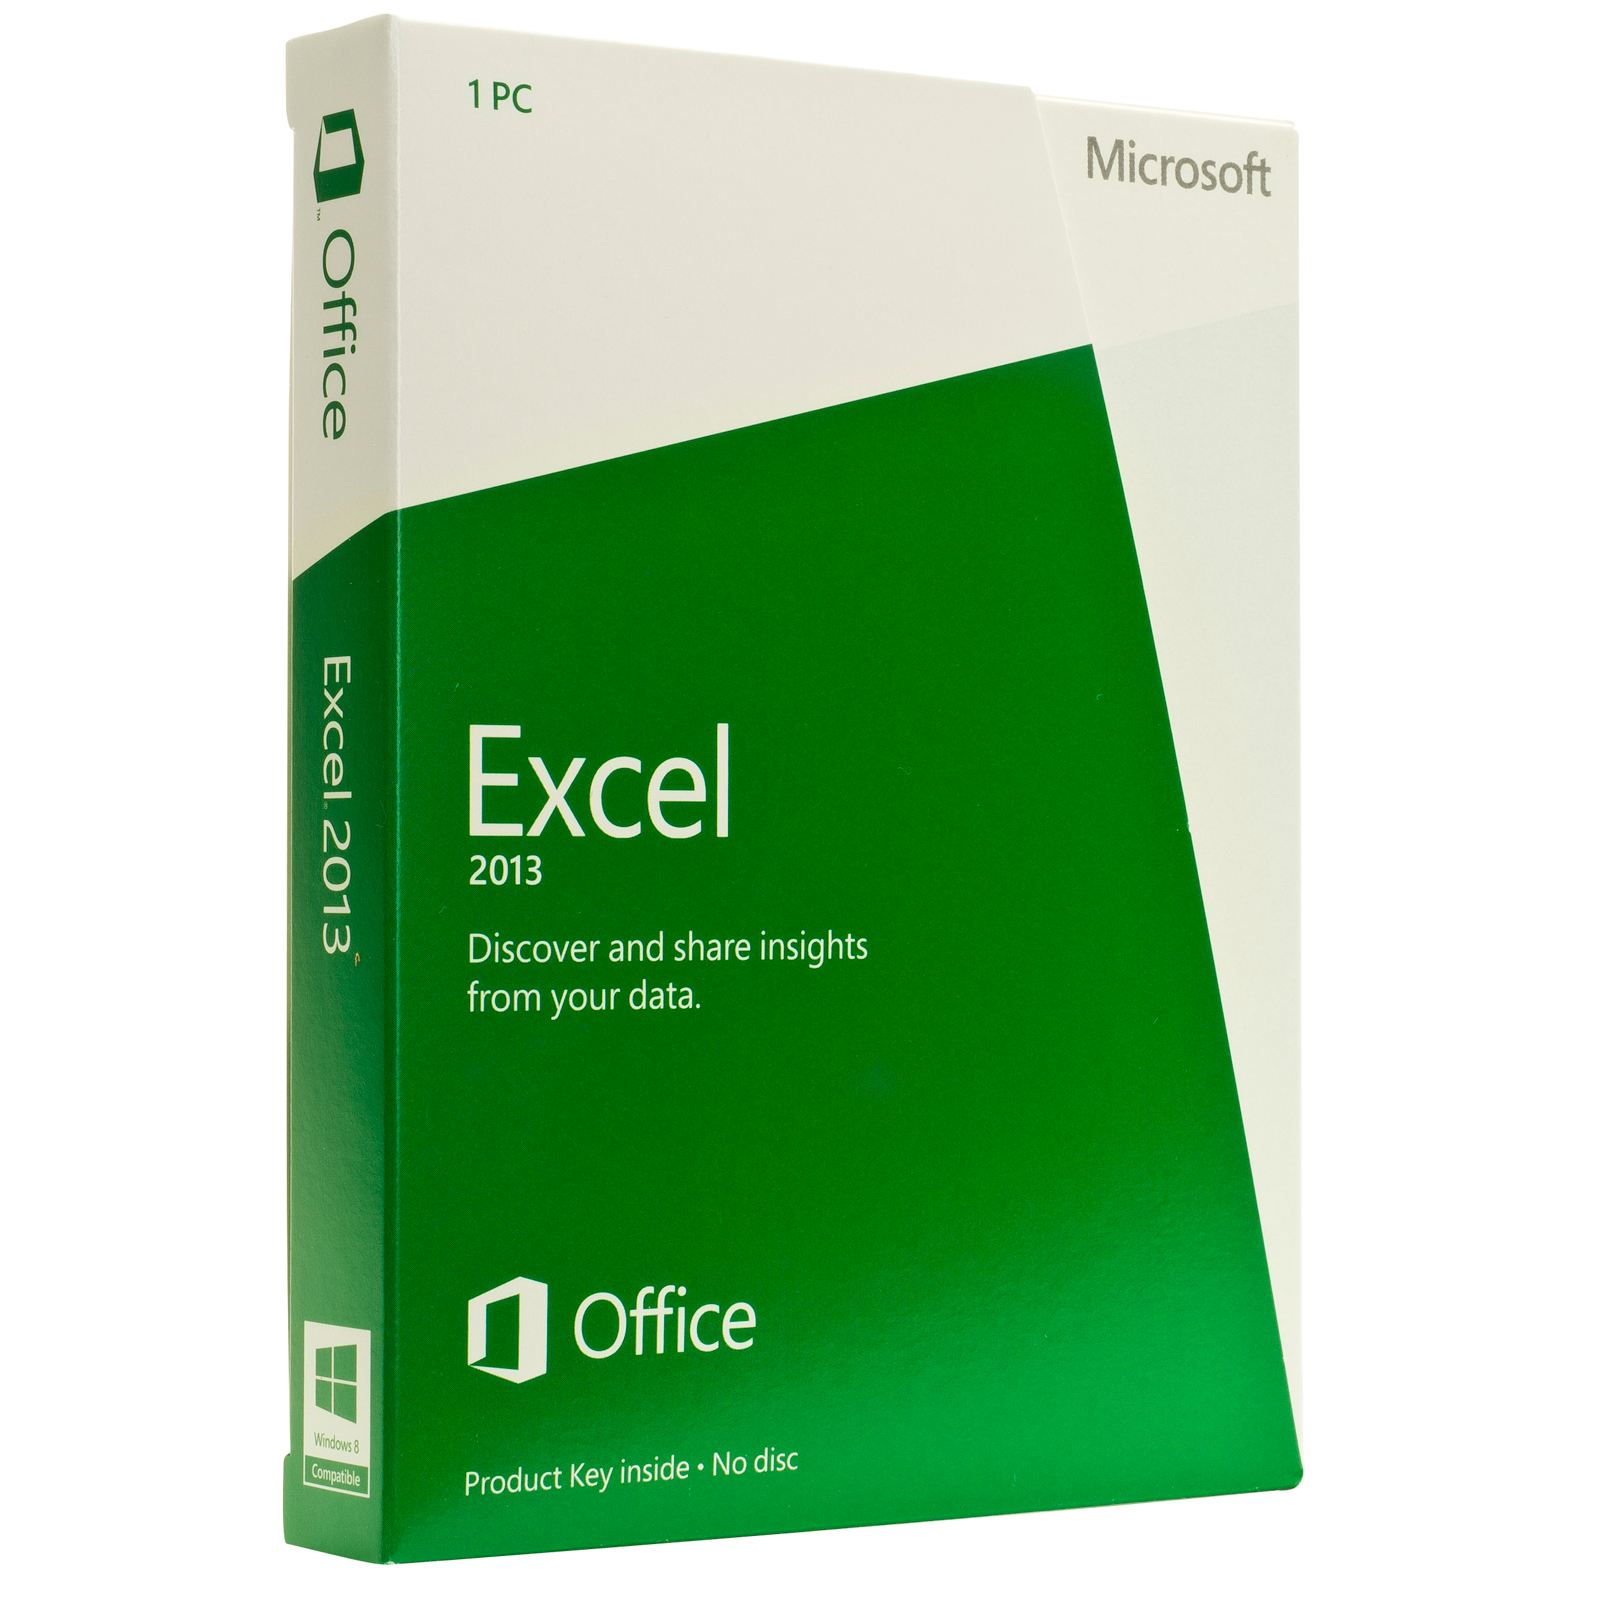 1 PC
Microsoft
Excel
2013
Discover and share insights
from your data.
Office
Product Key inside • No disc
Office™
Excel® 2013
Windows 8
Compatible